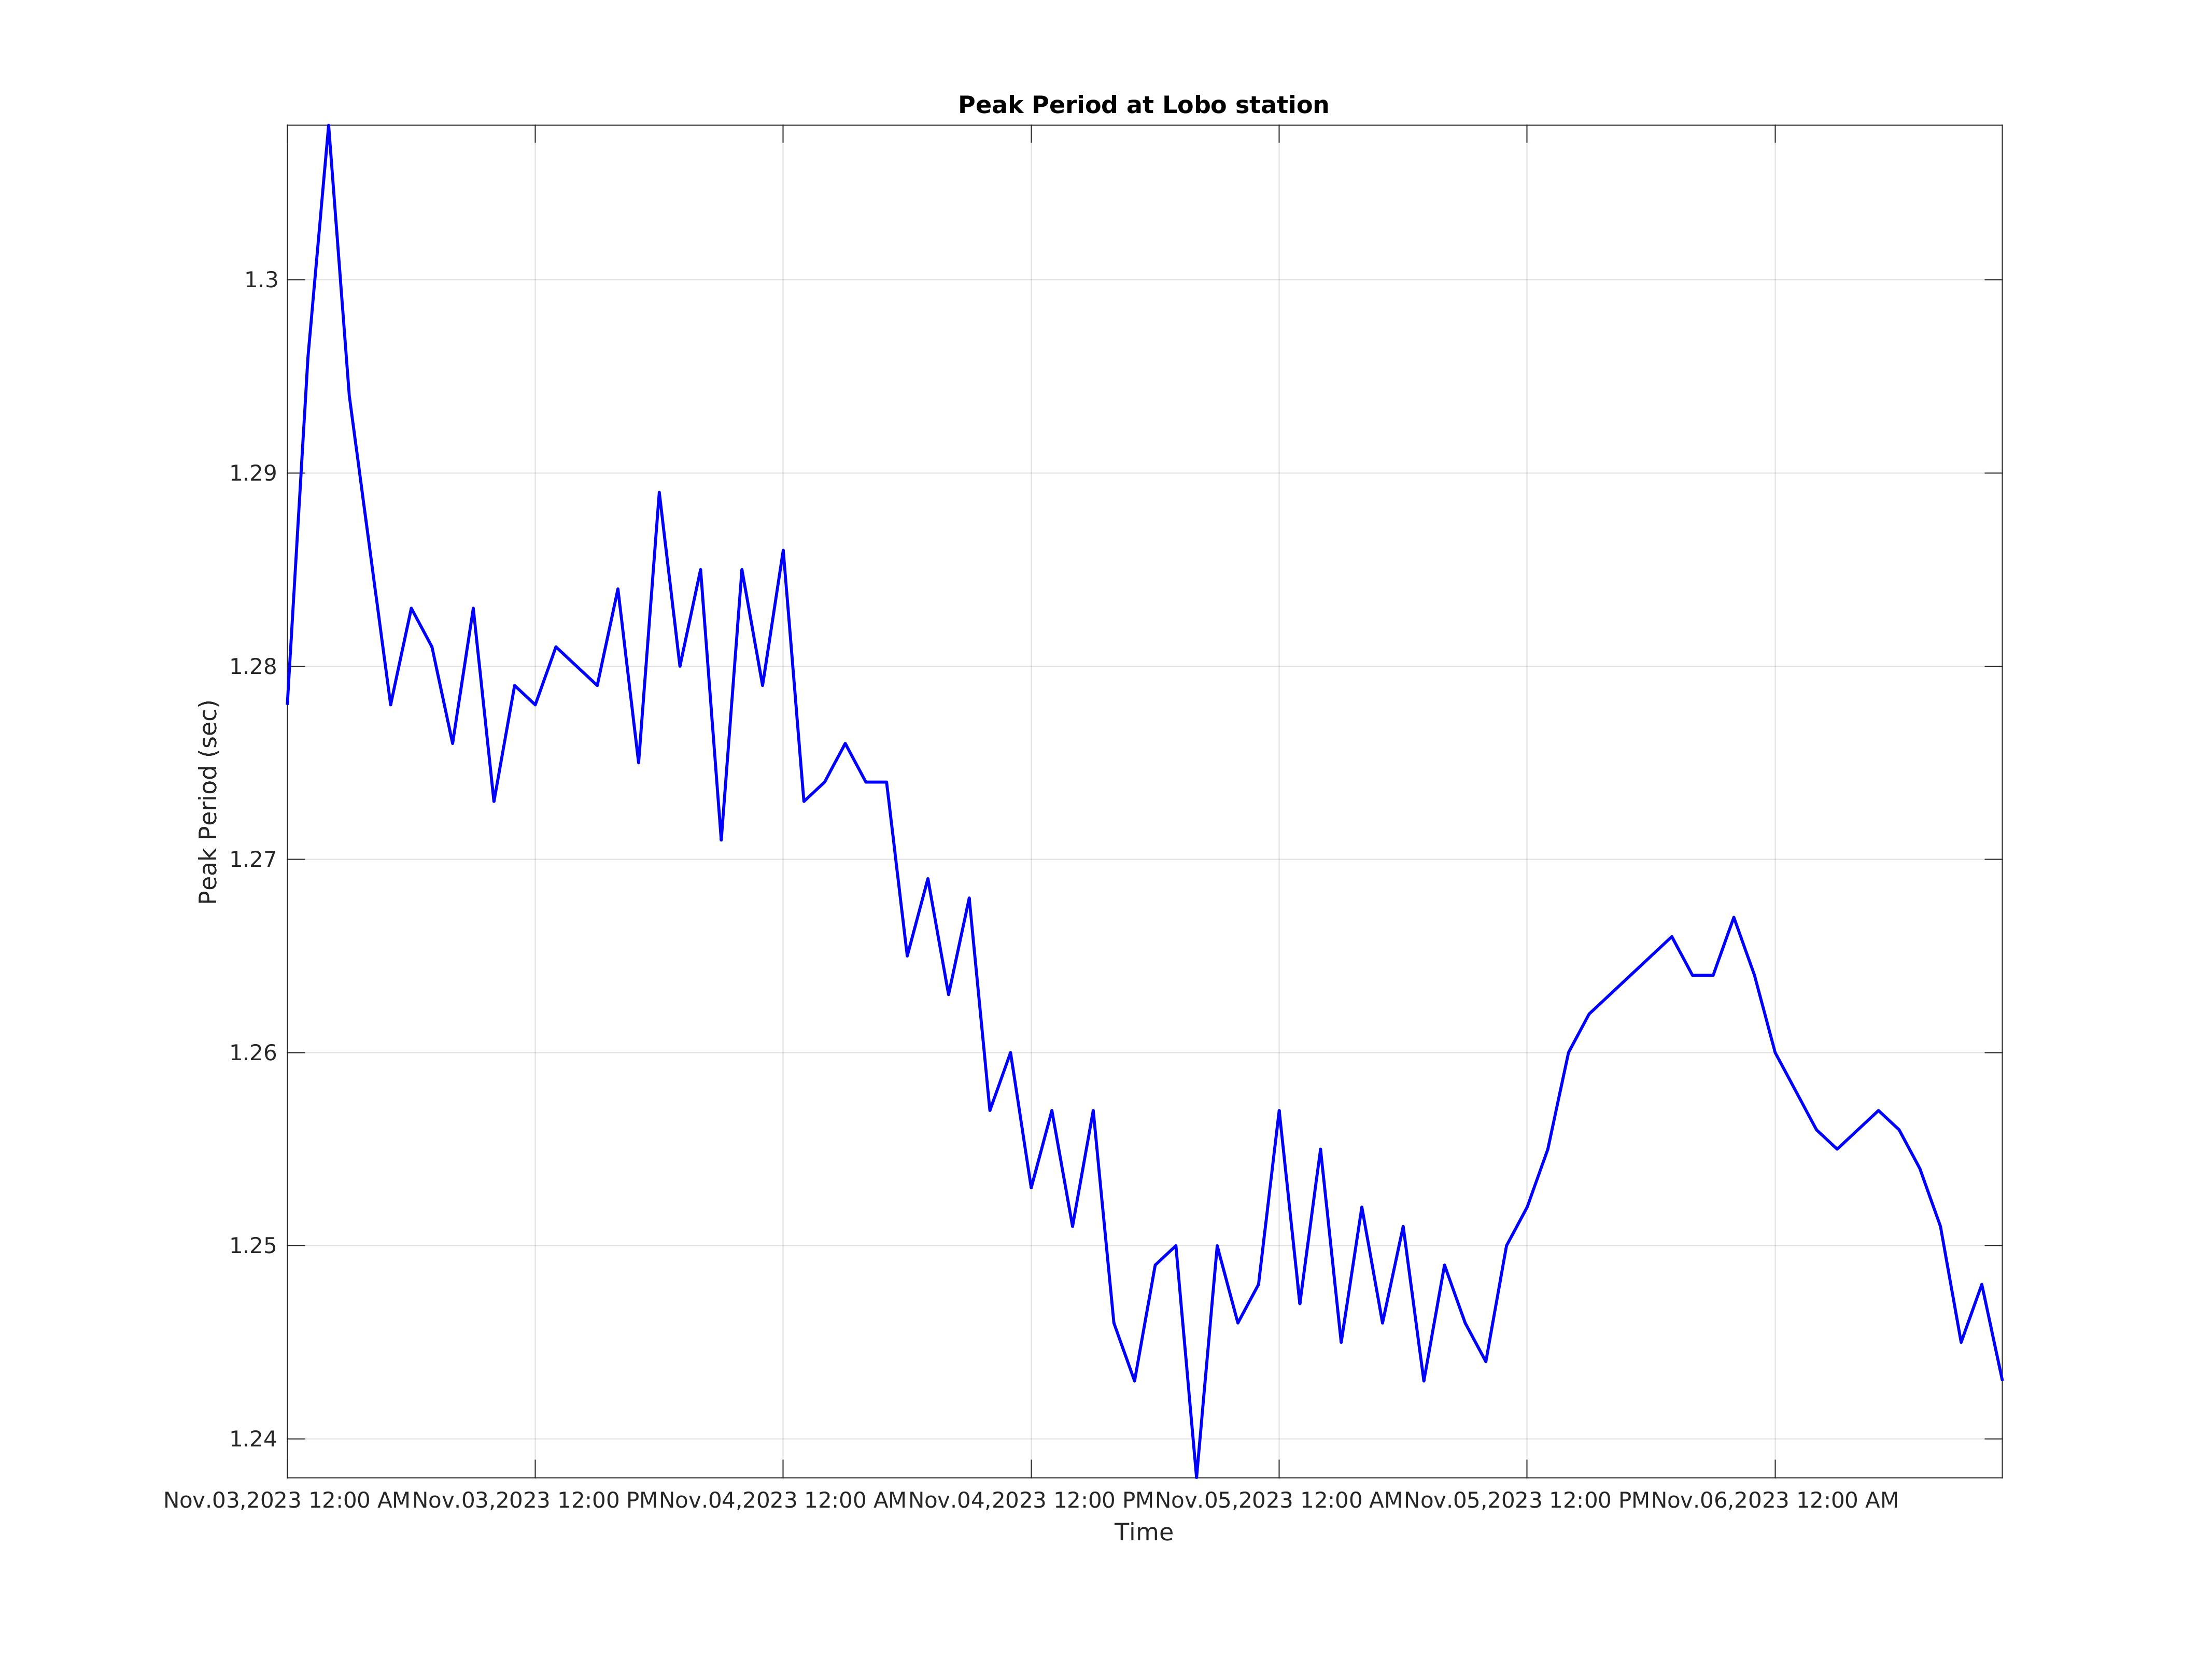 Peak Period at Lobo station
1.3
1.29
1.28
1.27
1.26
1.25
1.24
Peak Period (sec)
Nov.03,2023 12:00 AM Nov.03,2023 12:00 PM Nov.04,2023 12:00 AM Nov.04,2023 12:00 PM Nov.05,2023 12:00 AM Nov.05,2023 12:00 PM Nov.06,2023 12:00 AM
Time